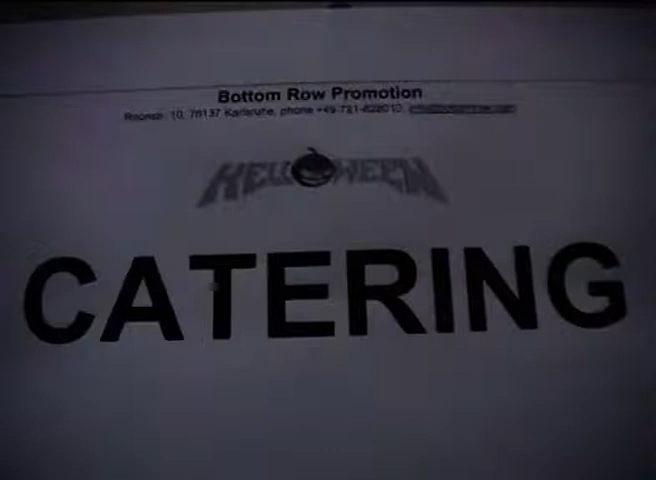 Bottom Row Promotion
10, 76137 Karlsruhe, phone
HELLOWEEN
CATERING